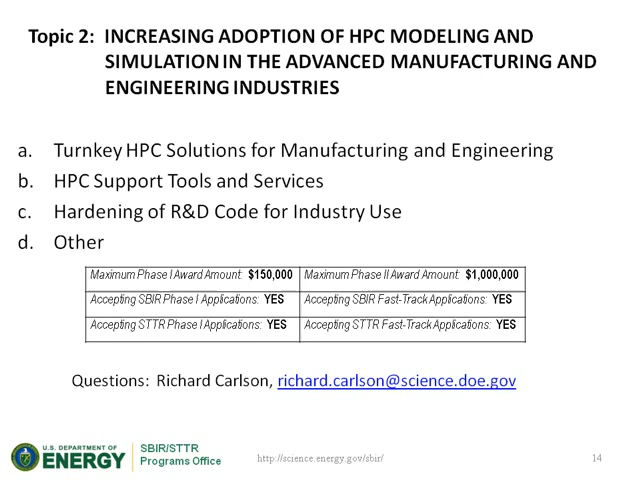 Topic 2: INCREASING ADOPTION OF HPC MODELING AND
SIMULATION IN THE ADVANCED MANUFACTURING AND
ENGINEERING INDUSTRIES
a. Turnkey HPC Solutions for Manufacturing and Engineering
b. HPC Support Tools and Services
c. Hardening of R&D Code for Industry Use
d. Other
Maximum Phase I Award Amount: $150,000 Maximum Phase II Award Amount: $1,000,000
Accepting SBIR Phase I Applications: YES Accepting SBIR Fast-Track Applications: YES
Accepting STTR Phase I Applications: YES Accepting STTR Fast-Track Applications: YES
Questions: Richard Carlson, richard.carlson@science.doe.gov
U.S. DEPARTMENT OF
ENERGY
SBIR/STTR
Programs Office
http://science.energy.gov/sbir/
14